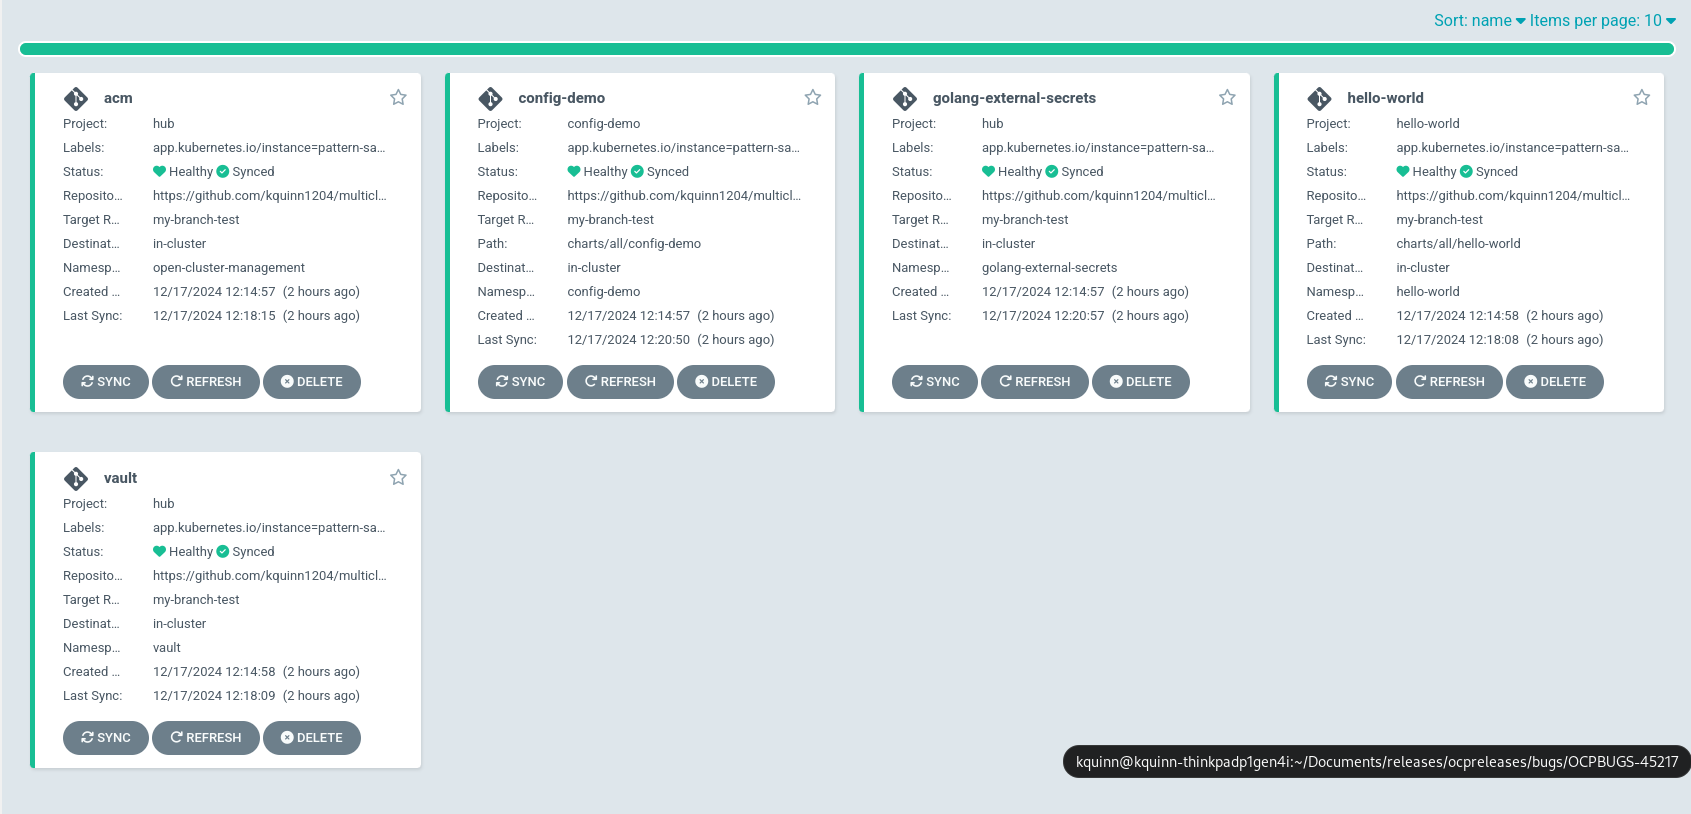 Sort: name Items per page: 10
acm
Project: hub
Labels: app.kubernetes.io/instance=pattern-sa...
Status: Healthy Synced
Reposito... https://github.com/kquinn1204/multicl...
Target R... my-branch-test
Destinat... in-cluster
Namesp... open-cluster-management
Created ... 12/17/2024 12:14:57 (2 hours ago)
Last Sync: 12/17/2024 12:18:15 (2 hours ago)
SYNC REFRESH DELETE
config-demo
Project: config-demo
Labels: app.kubernetes.io/instance=pattern-sa...
Status: Healthy Synced
Reposito... https://github.com/kquinn1204/multicl...
Target R... my-branch-test
Path: charts/all/config-demo
Destinat... in-cluster
Namesp... config-demo
Created ... 12/17/2024 12:14:57 (2 hours ago)
Last Sync: 12/17/2024 12:20:50 (2 hours ago)
SYNC REFRESH DELETE
golang-external-secrets
Project: hub
Labels: app.kubernetes.io/instance=pattern-sa...
Status: Healthy Synced
Reposito... https://github.com/kquinn1204/multicl...
Target R... my-branch-test
Destinat... in-cluster
Namesp... golang-external-secrets
Created ... 12/17/2024 12:14:57 (2 hours ago)
Last Sync: 12/17/2024 12:20:57 (2 hours ago)
SYNC REFRESH DELETE
hello-world
Project: hello-world
Labels: app.kubernetes.io/instance=pattern-sa...
Status: Healthy Synced
Reposito... https://github.com/kquinn1204/multicl...
Target R... my-branch-test
Path: charts/all/hello-world
Destinat... in-cluster
Namesp... hello-world
Created ... 12/17/2024 12:14:58 (2 hours ago)
Last Sync: 12/17/2024 12:18:08 (2 hours ago)
SYNC REFRESH DELETE
vault
Project: hub
Labels: app.kubernetes.io/instance=pattern-sa...
Status: Healthy Synced
Reposito... https://github.com/kquinn1204/multicl...
Target R... my-branch-test
Destinat... in-cluster
Namesp... vault
Created ... 12/17/2024 12:14:58 (2 hours ago)
Last Sync: 12/17/2024 12:18:09 (2 hours ago)
SYNC REFRESH DELETE
kquinn@kquinn-thinkpadp1gen4i:~/Documents/releases/ocpreleases/bugs/OCPBUGS-45217